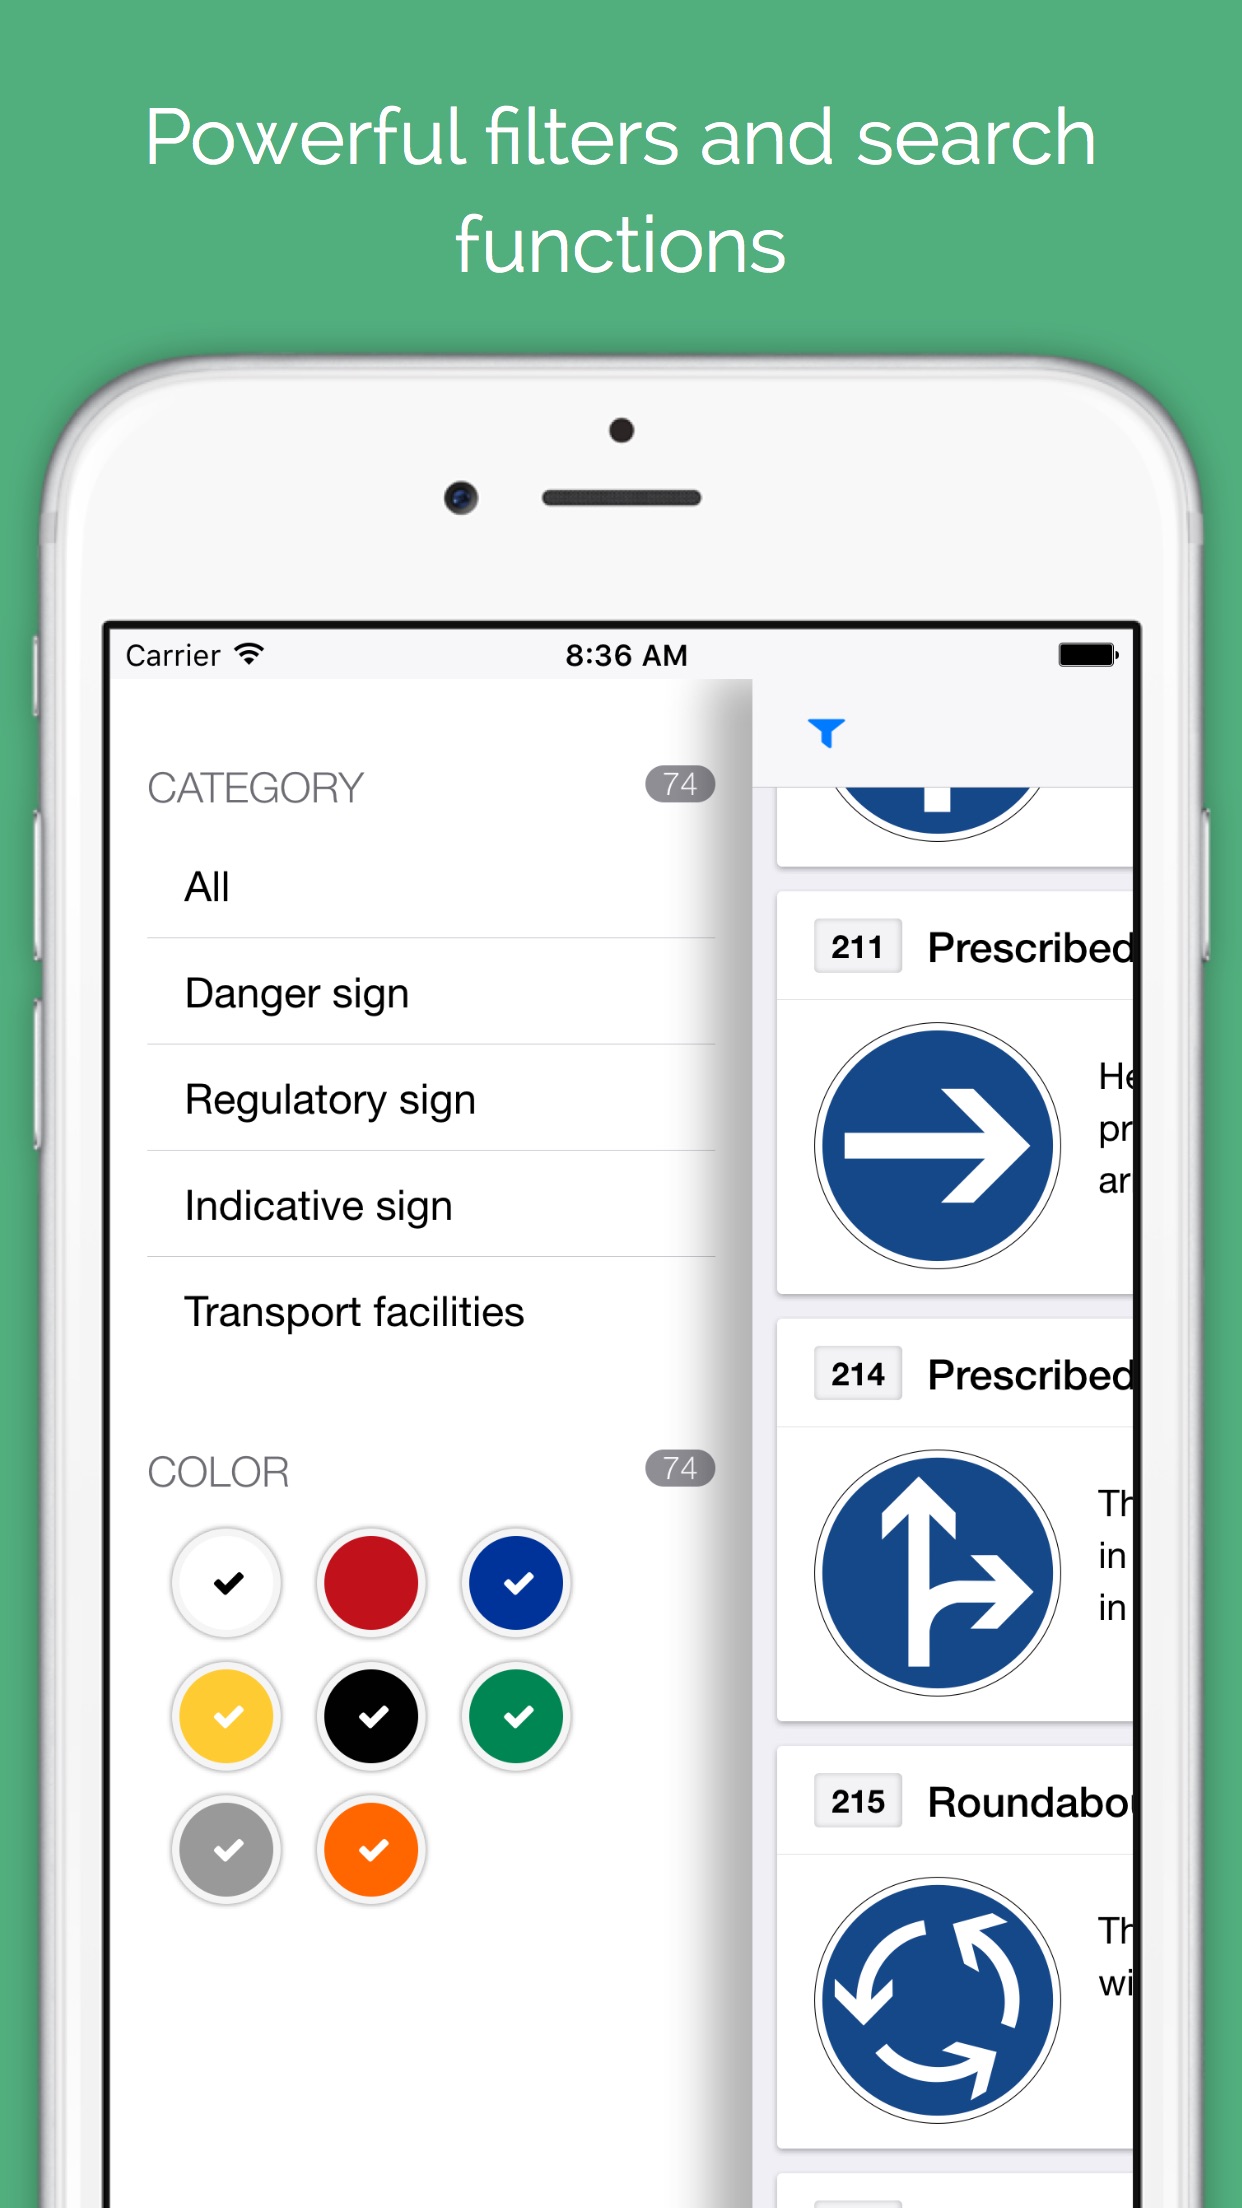 Powerful filters and search
functions
Carrier
8:36 AM
CATEGORY
74
All
Danger sign
Regulatory sign
Indicative sign
Transport facilities
COLOR
74
211
Prescribed
He
pr
ar
214
Prescribed
Th
in
in
215
Roundabou
Th
wi